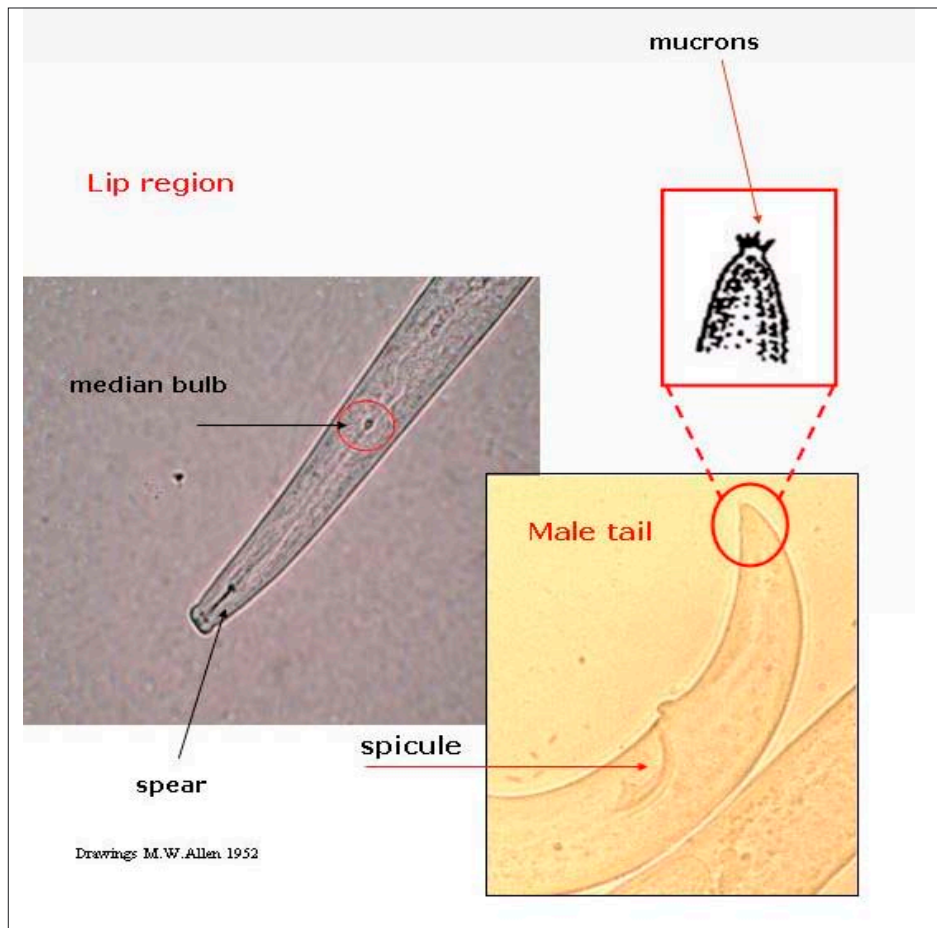 mucrons
Lip region
median bulb
Male tail
spicule
spear
Drawings M.W.Allen 1952